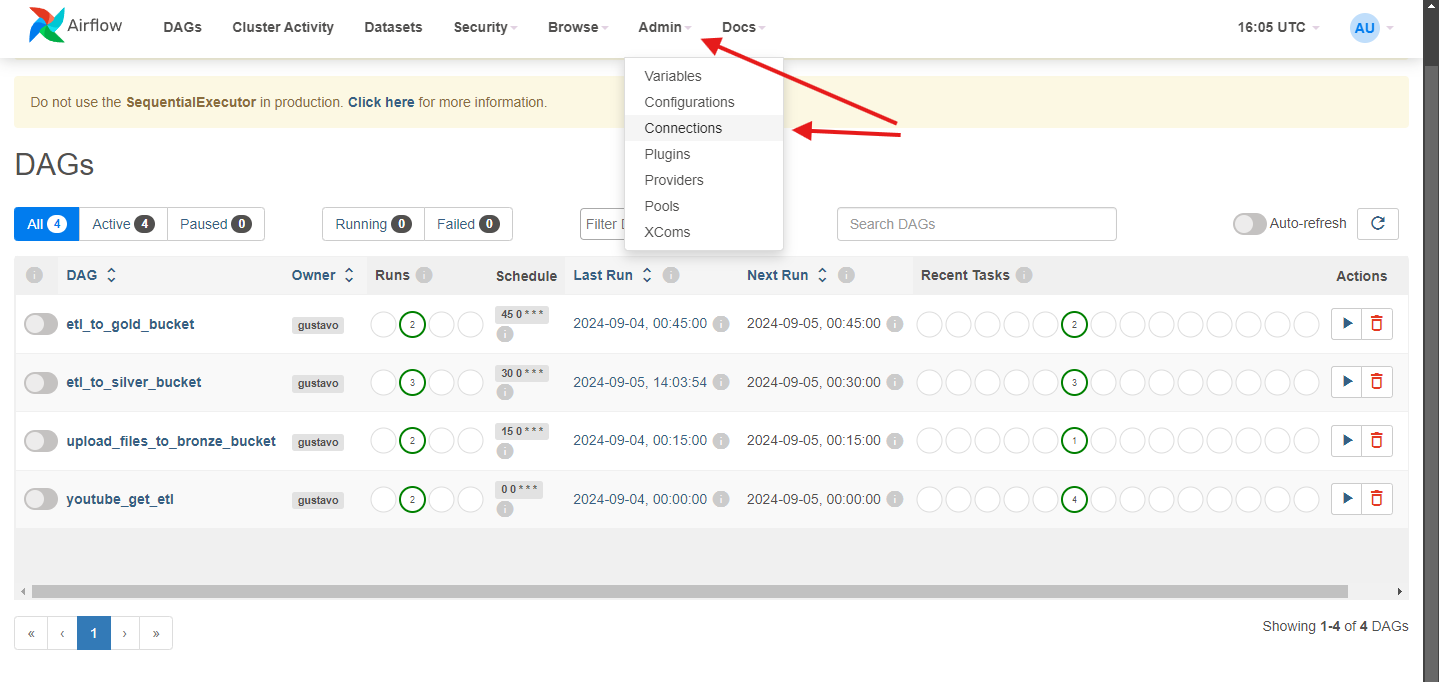 Airflow DAGs Cluster Activity Datasets Security Browse Admin Docs 16:05 UTC AU
Variables
Do not use the SequentialExecutor in production. Click here for more information.
Configurations
Connections
Plugins
Providers
Pools
XComs
DAGs
All 4 Active 4 Paused 0 Running 0 Failed 0 Filter Search DAGs Auto-refresh
i DAG Owner Runs i Schedule Last Run i Next Run i Recent Tasks i Actions
etl_to_gold_bucket gustavo 2 45 0 * * * i 2024-09-04, 00:45:00 i 2024-09-05, 00:45:00 i 2
etl_to_silver_bucket gustavo 3 30 0 * * * i 2024-09-05, 14:03:54 i 2024-09-05, 00:30:00 i 3
upload_files_to_bronze_bucket gustavo 2 15 0 * * * i 2024-09-04, 00:15:00 i 2024-09-05, 00:15:00 i 1
youtube_get_etl gustavo 2 0 0 * * * i 2024-09-04, 00:00:00 i 2024-09-05, 00:00:00 i 4
« ‹ 1 › »
Showing 1-4 of 4 DAGs